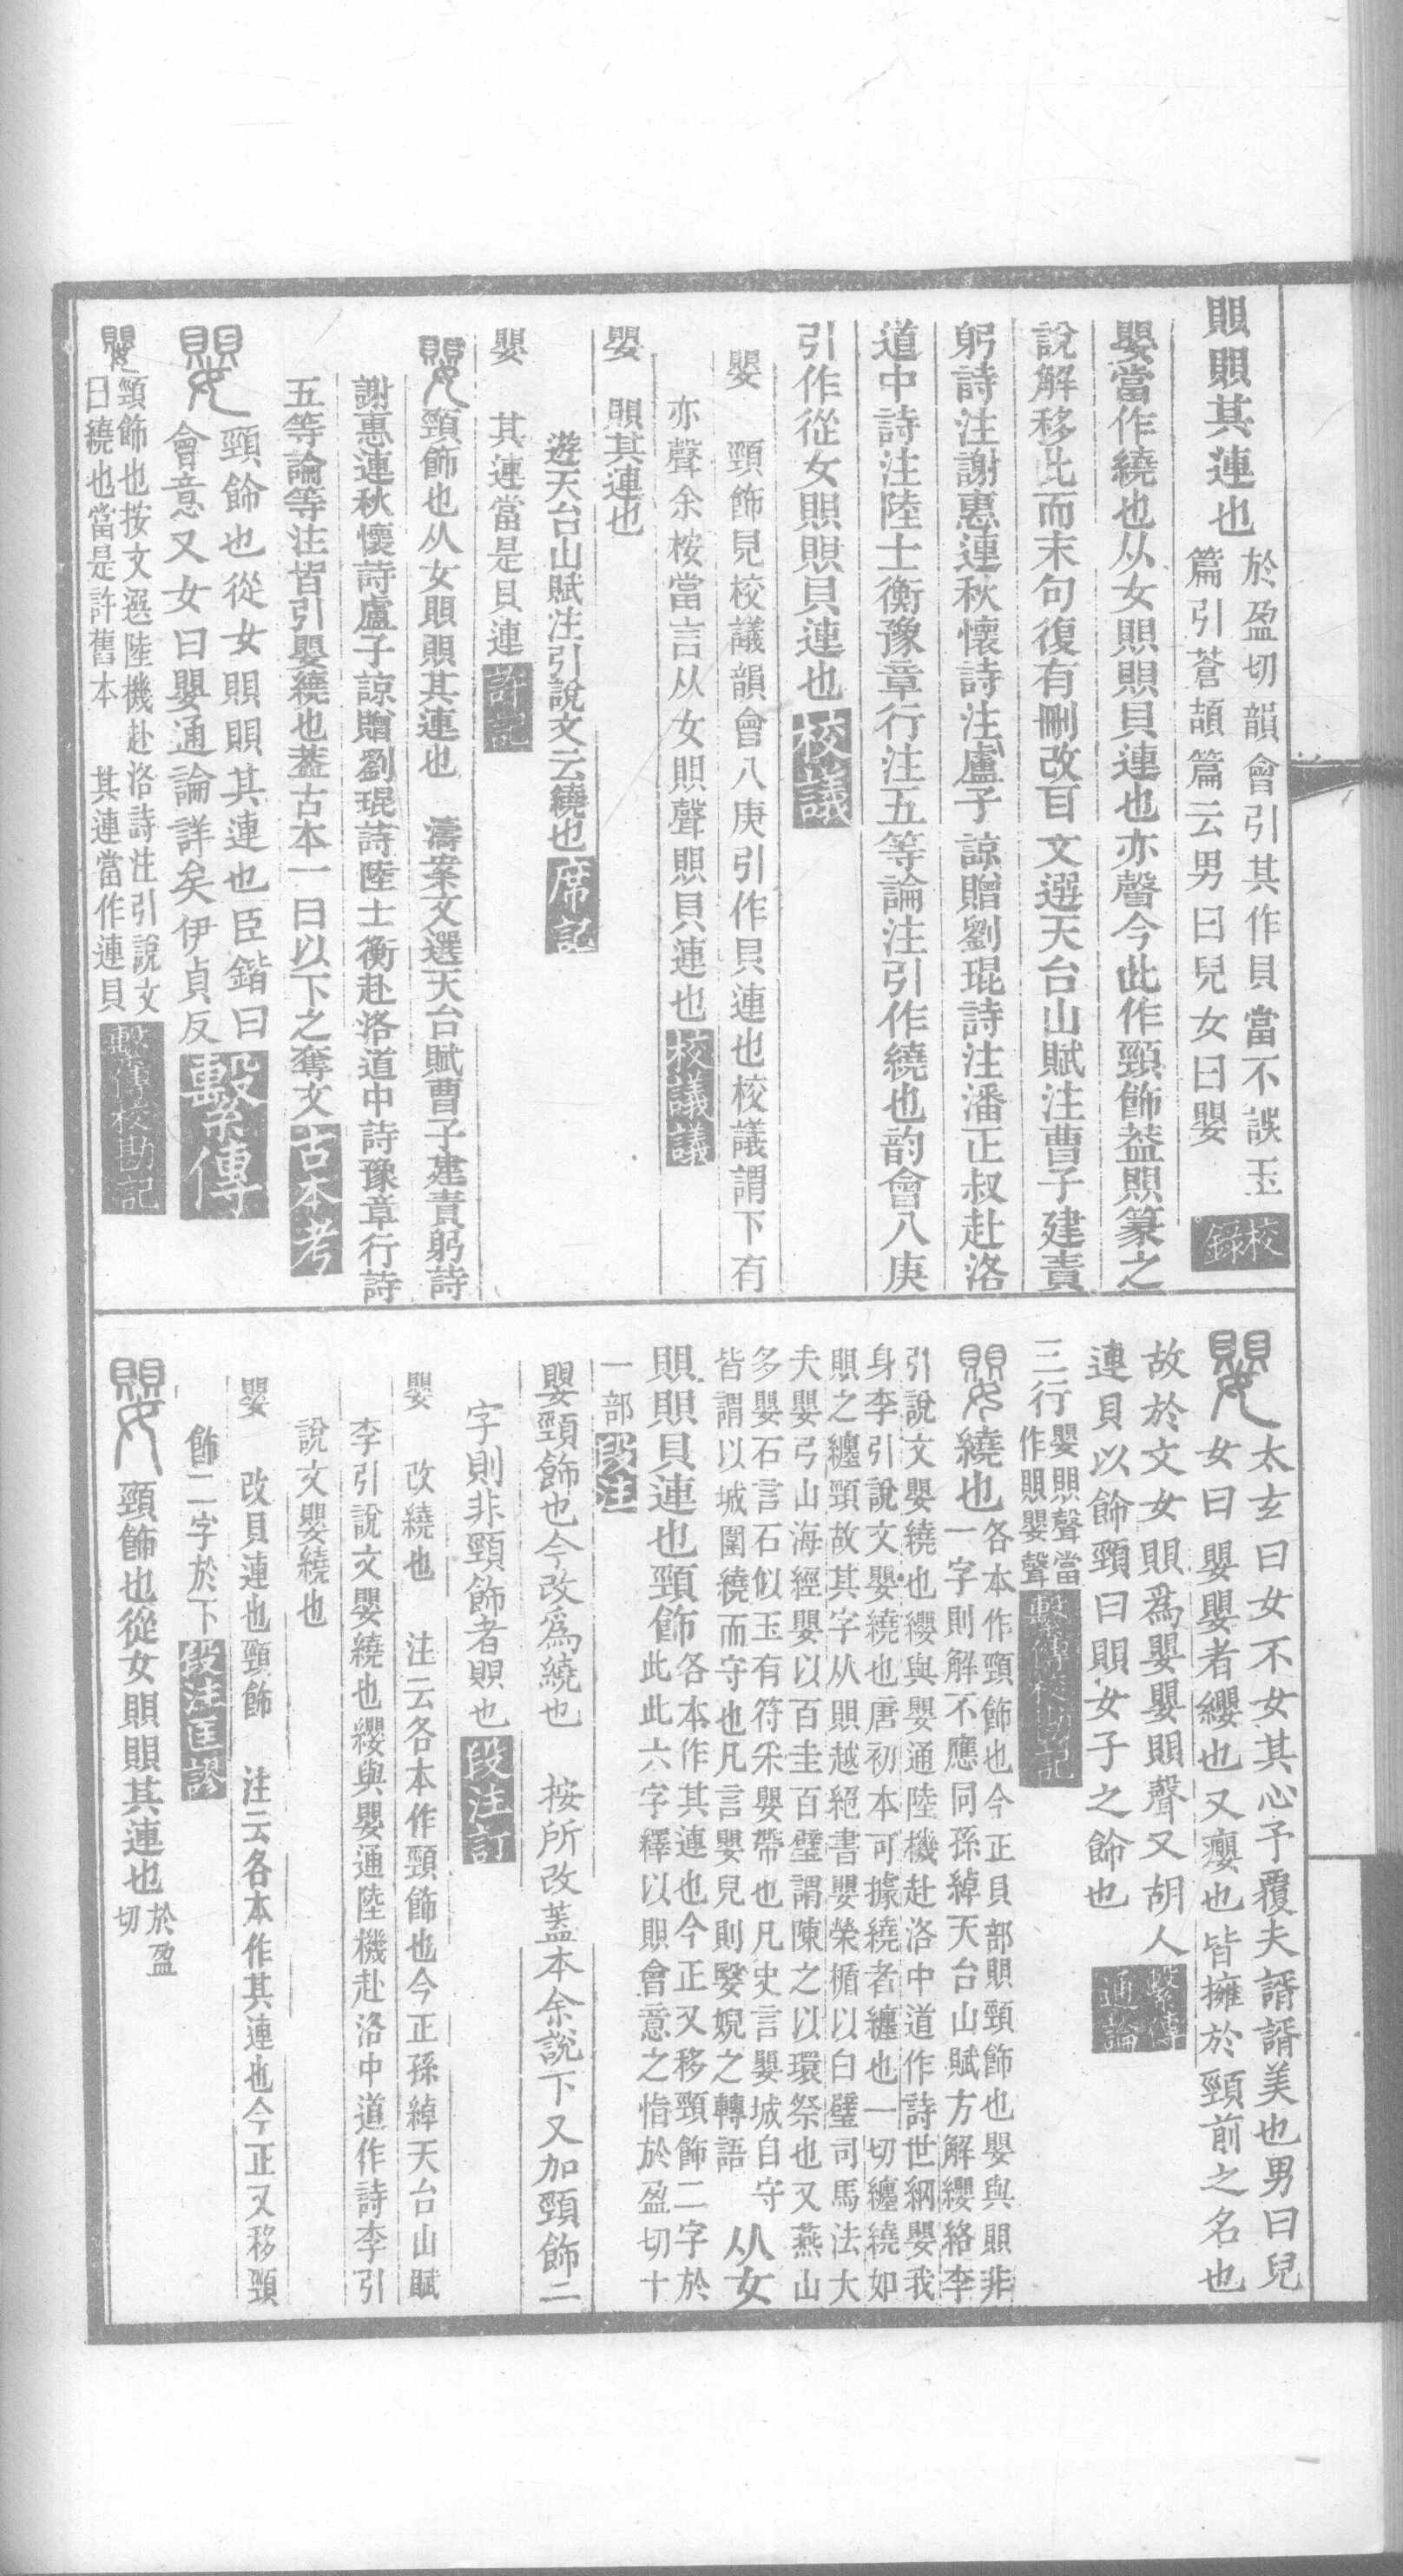 賏賏其連也於盈切韻會引其作貝當不誤玉
篇引蒼頡篇云男曰兒女曰嬰校錄
嬰當作繞也从女賏賏貝連也亦聲今此作頸飾葢賏篆之
說解移比而末句復有刪改耳文選天台山賦注曹子建責
躬詩注謝惠連秋懷詩注盧子諒贈劉琨詩注潘正叔赴洛
道中詩注陸士衡豫章行注五等論注引作繞也韵會八庚
引作從女賏賏貝連也校議
嬰 頸飾見校議韻會八庚引作貝連也校議謂下有
亦聲余桉當言从女賏聲賏貝連也校議議
嬰 賏其連也
遊天台山賦注引說文云繞也席記
嬰 其連當是貝連許記
嬰頸飾也从女賏賏其連也 濤案文選天台賦曹子建責躬詩
謝惠連秋懷詩盧子諒贈劉琨詩陸士衡赴洛道中詩豫章行詩
五等論等注皆引嬰繞也葢古本一曰以下之奪文古本考
嬰頸飾也從女賏賏其連也臣鍇曰
會意又女曰嬰通論詳矣伊貞反繫傳
嬰頸飾也按文選陸機赴洛詩注引說文
曰繞也當是許舊本 其連當作連貝繫傳校勘記
嬰太玄曰女不女其心予覆夫諝諝美也男曰兒
女曰嬰嬰者纓也又癭也皆擁於頸前之名也
故於文女賏爲嬰嬰賏聲又胡人
連貝以飾頸曰賏女子之飾也繫傳通論
三行嬰賏聲當
作賏嬰聲繫傳校勘記
嬰繞也各本作頸飾也今正貝部賏頸飾也嬰與賏非
一字則解不應同孫綽天台山賦方解纓絡李
引說文嬰繞也纓與嬰通陸機赴洛中道作詩世網嬰我
身李引說文嬰繞也唐初本可據繞者纏也一切纏繞如
賏之纏頸故其字从賏越絕書嬰榮楯以白璧司馬法大
夫嬰弓山海經嬰以百圭百璧謂陳之以環祭也又燕山
多嬰石言石似玉有符采嬰帶也凡史言嬰城自守
皆謂以城圍繞而守也凡言嬰兒則嫛婗之轉語从女
賏賏貝連也頸飾各本作其連也今正又移頸飾二字於
此此六字釋以賏會意之恉於盈切十
一部段注
嬰頸飾也今改爲繞也 按所改葢本余說下又加頸飾二
字則非頸飾者賏也段注訂
嬰 改繞也 注云各本作頸飾也今正孫綽天台山賦
李引說文嬰繞也纓與嬰通陸機赴洛中道作詩李引
說文嬰繞也
嬰 改貝連也頸飾 注云各本作其連也今正又移頸
飾二字於下段注匡謬
嬰頸飾也從女賏賏其連也於盈
切